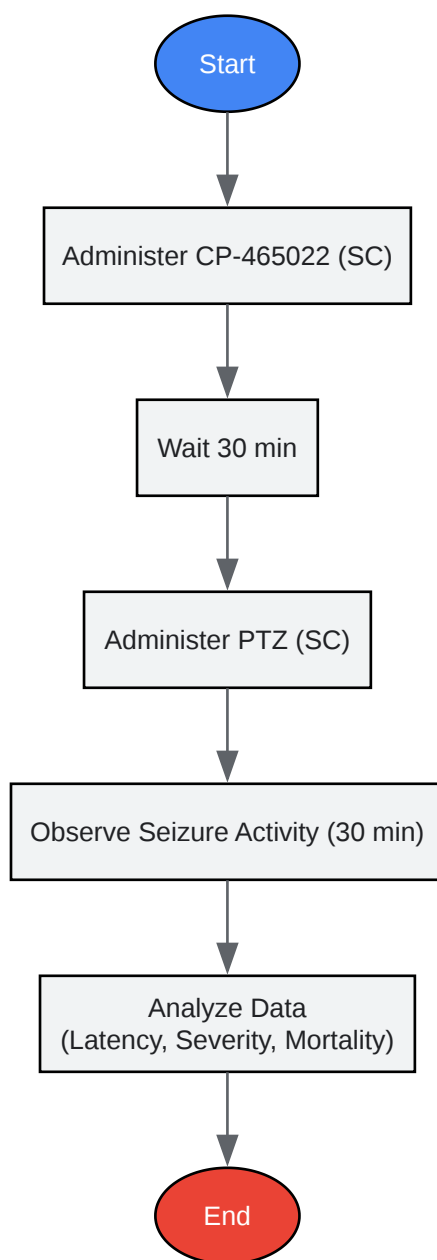 Start
Administer CP-465022 (SC)
Wait 30 min
Administer PTZ (SC)
Observe Seizure Activity (30 min)
Analyze Data
(Latency, Severity, Mortality)
End